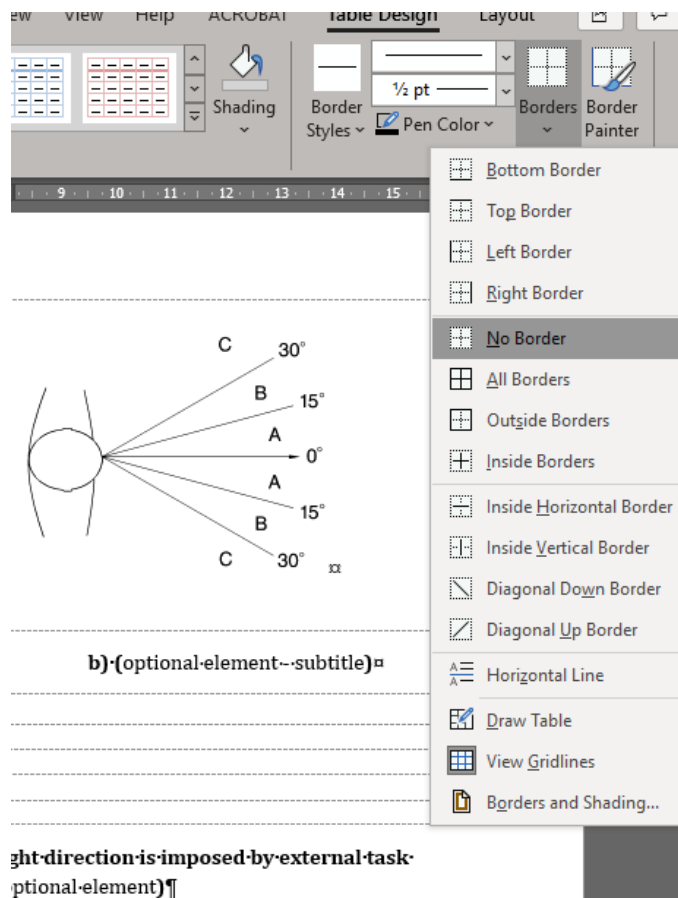 ew View Help ACROBAT Table Design Layout
Shading
Border Styles
½ pt
Pen Color
Borders
Border Painter
9 10 11 12 13 14 15
Bottom Border
Top Border
Left Border
Right Border
No Border
All Borders
Outside Borders
Inside Borders
Inside Horizontal Border
Inside Vertical Border
Diagonal Down Border
Diagonal Up Border
Horizontal Line
Draw Table
View Gridlines
Borders and Shading...
C 30°
B 15°
A
0°
A
15°
B
C 30° ¤
b)·(optional·element·-·subtitle)¤
ght·direction·is·imposed·by·external·task·
optional·element)¶